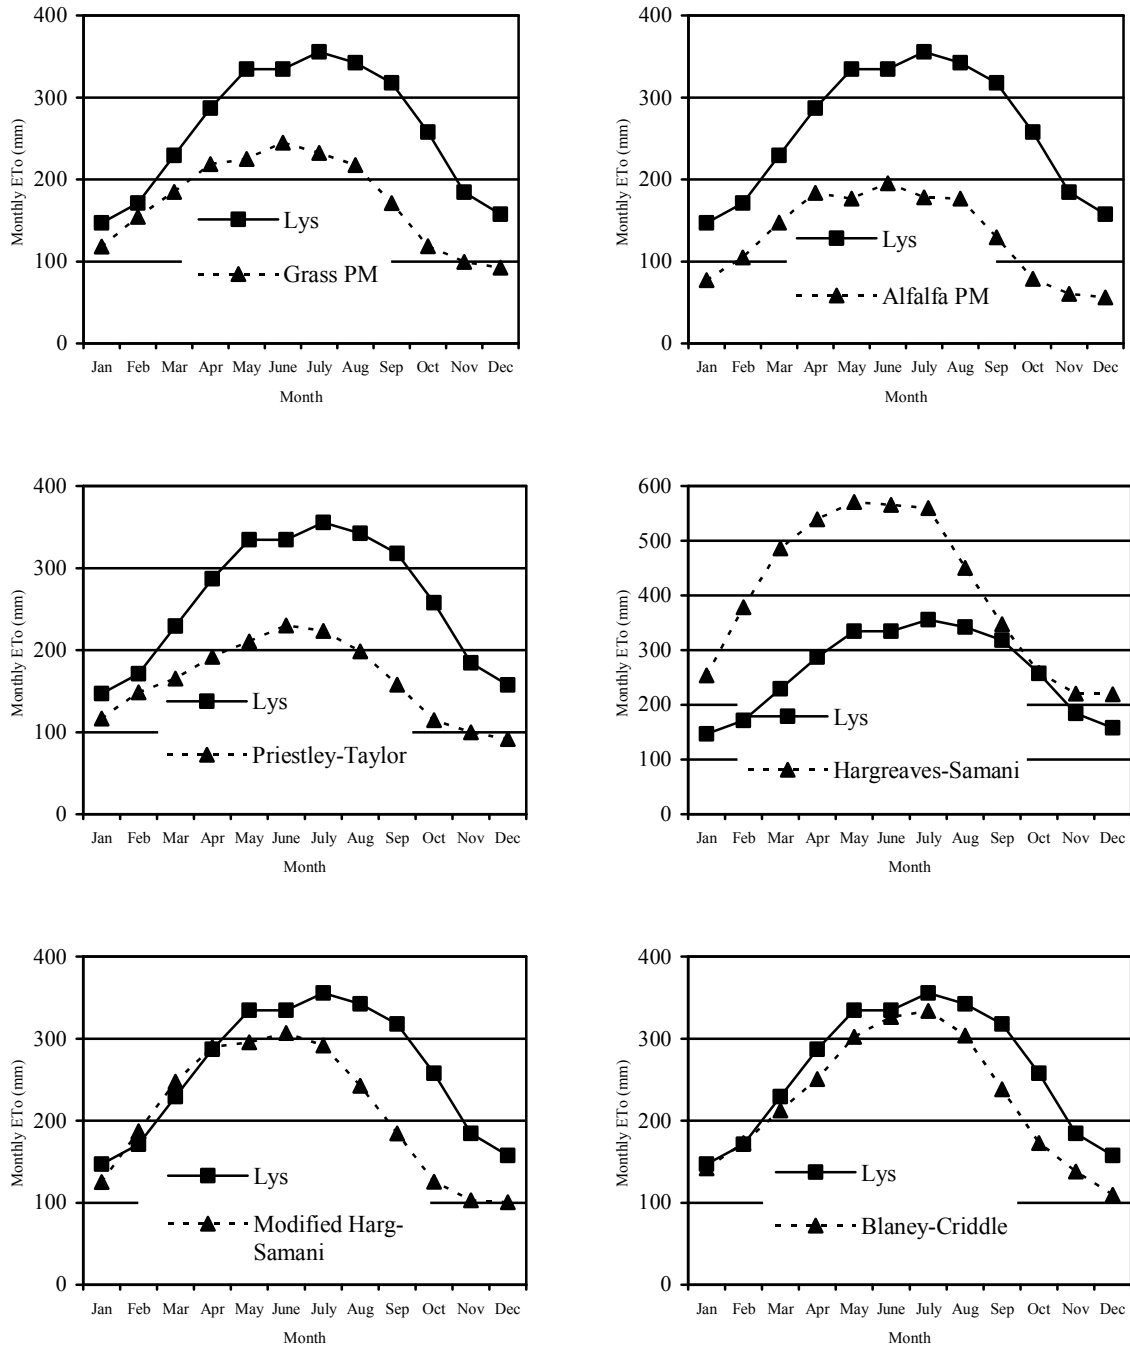 400
300
200
100
0
Monthly ETo (mm)
Lys
Grass PM
Jan Feb Mar Apr May June July Aug Sep Oct Nov Dec
Month
400
300
200
100
0
Monthly ETo (mm)
Lys
Alfalfa PM
Jan Feb Mar Apr May June July Aug Sep Oct Nov Dec
Month
400
300
200
100
0
Monthly ETo (mm)
Lys
Priestley-Taylor
Jan Feb Mar Apr May June July Aug Sep Oct Nov Dec
Month
600
500
400
300
200
100
0
Monthly ETo (mm)
Lys
Hargreaves-Samani
Jan Feb Mar Apr May June July Aug Sep Oct Nov Dec
Month
400
300
200
100
0
Monthly ETo (mm)
Lys
Modified Harg-
Samani
Jan Feb Mar Apr May June July Aug Sep Oct Nov Dec
Month
400
300
200
100
0
Monthly ETo (mm)
Lys
Blaney-Criddle
Jan Feb Mar Apr May June July Aug Sep Oct Nov Dec
Month